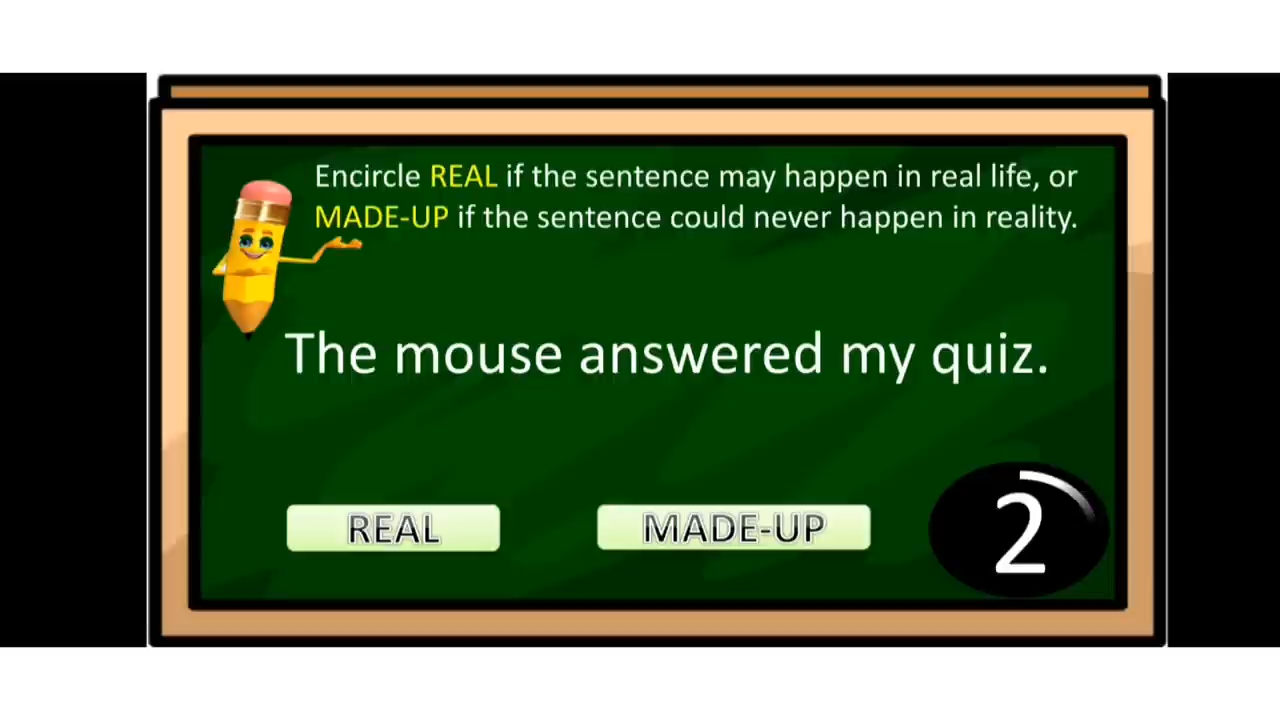 Encircle REAL if the sentence may happen in real life, or
MADE-UP if the sentence could never happen in reality.
The mouse answered my quiz.
REAL
MADE-UP
2